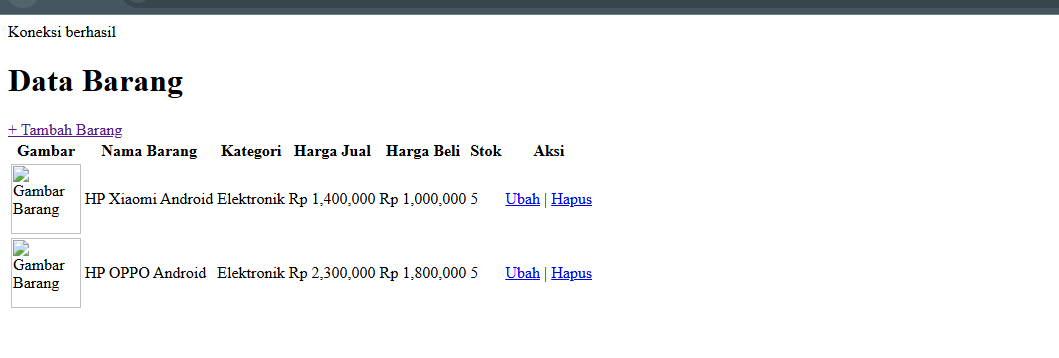 Koneksi berhasil
Data Barang
+ Tambah Barang
Gambar Nama Barang Kategori Harga Jual Harga Beli Stok Aksi
Gambar Barang HP Xiaomi Android Elektronik Rp 1,400,000 Rp 1,000,000 5 Ubah | Hapus
Gambar Barang HP OPPO Android Elektronik Rp 2,300,000 Rp 1,800,000 5 Ubah | Hapus